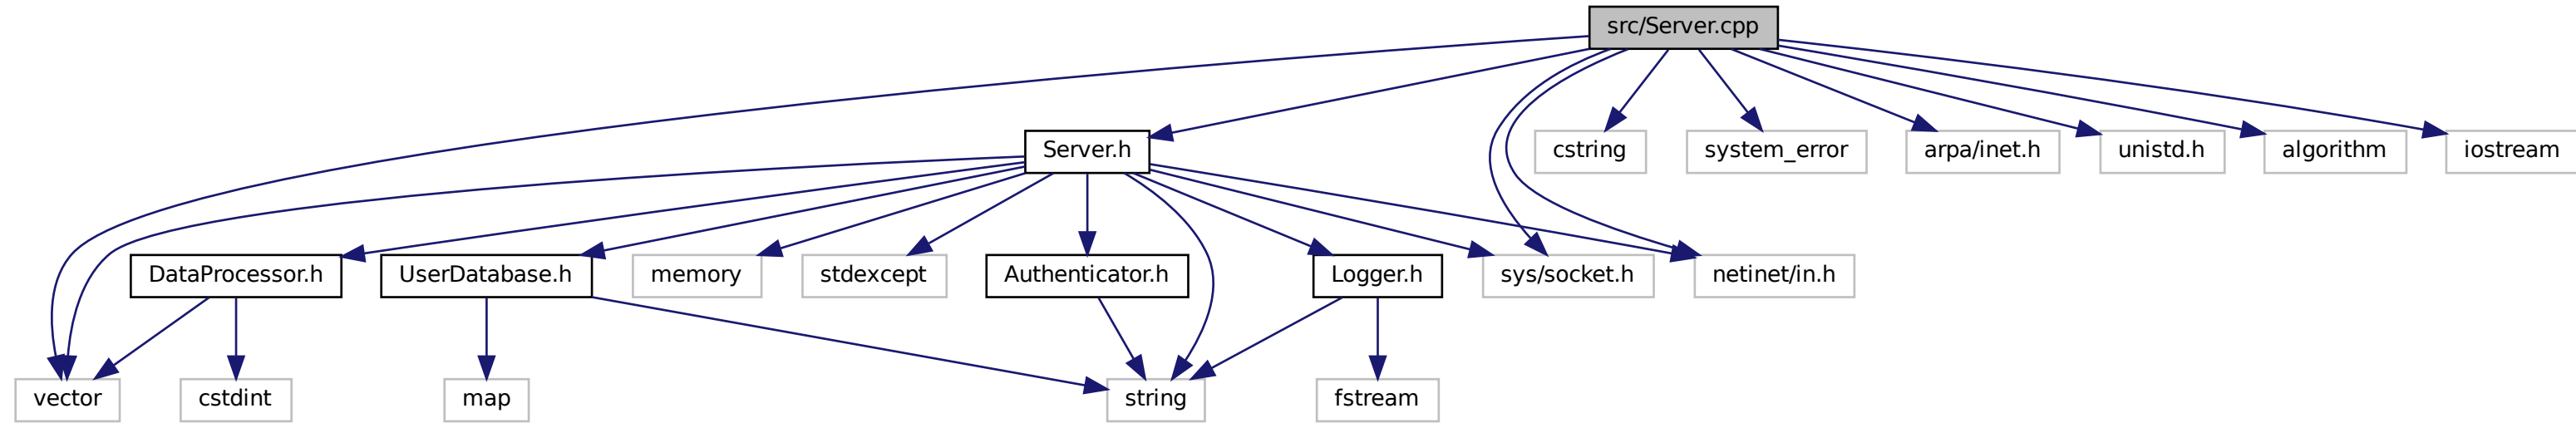 src/Server.cpp
Server.h
cstring
system_error
arpa/inet.h
unistd.h
algorithm
iostream
DataProcessor.h
UserDatabase.h
memory
stdexcept
Authenticator.h
Logger.h
sys/socket.h
netinet/in.h
vector
cstdint
map
string
fstream